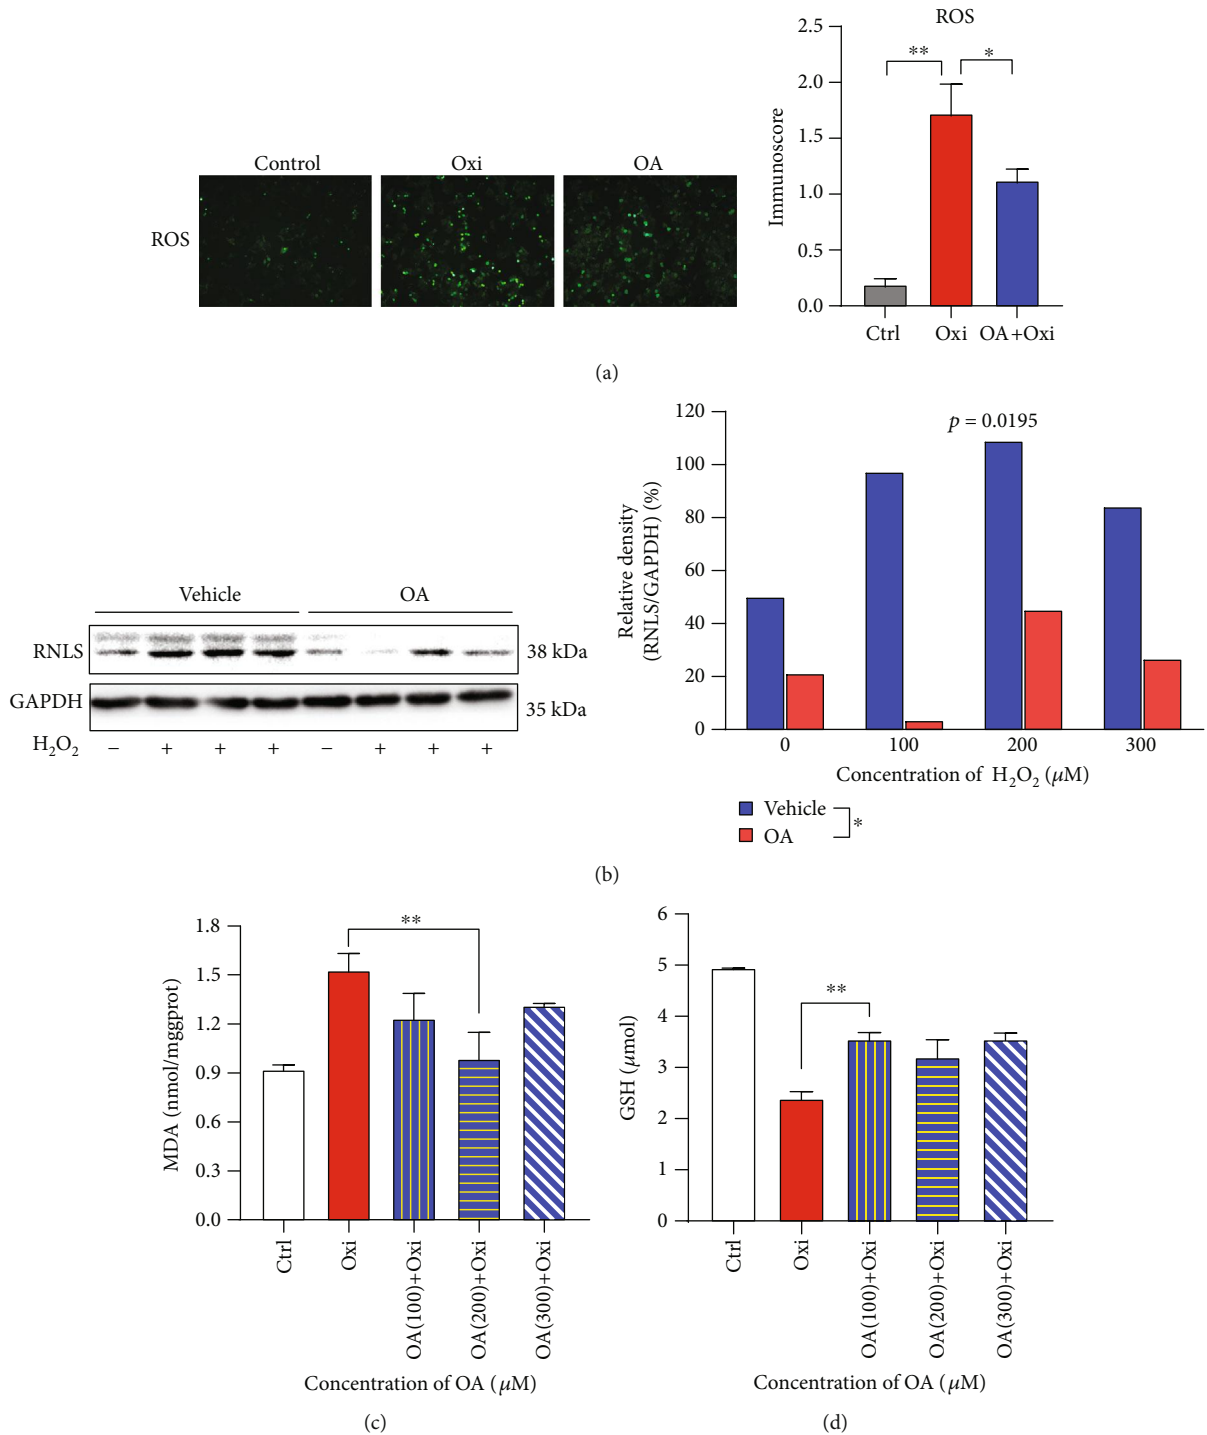 ROS
2.5
2.0
1.5
1.0
0.5
0.0
Immunoscore
** *
Ctrl Oxi OA+Oxi
Control Oxi OA
ROS
(a)
Vehicle OA
RNLS 38 kDa
GAPDH 35 kDa
H₂O₂ − + + + − + + +
120
100
80
60
40
20
0
Relative density
(RNLS/GAPDH) (%)
p = 0.0195
0 100 200 300
Concentration of H₂O₂ (μM)
Vehicle
OA
*
(b)
1.8
1.5
1.2
0.9
0.6
0.3
0.0
MDA (nmol/mggprot)
**
Ctrl
Oxi
OA(100)+Oxi
OA(200)+Oxi
OA(300)+Oxi
Concentration of OA (μM)
(c)
6
5
4
3
2
1
0
GSH (μmol)
**
Ctrl
Oxi
OA(100)+Oxi
OA(200)+Oxi
OA(300)+Oxi
Concentration of OA (μM)
(d)